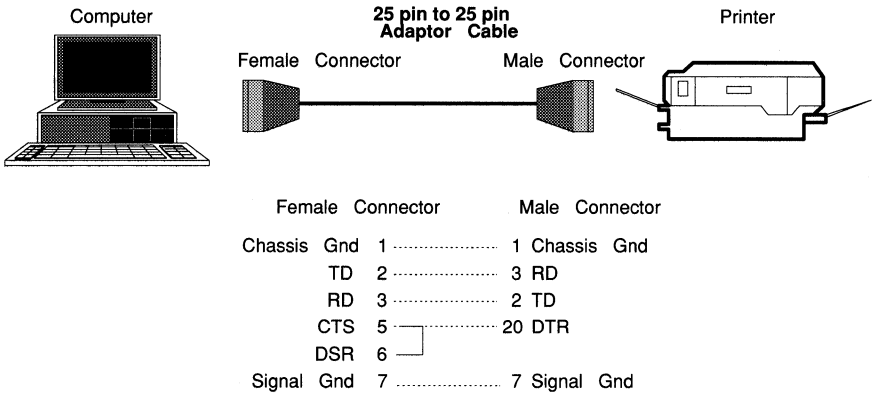 Computer
25 pin to 25 pin
Adaptor Cable
Printer
Female Connector
Male Connector
Female Connector Male Connector
Chassis Gnd 1 1 Chassis Gnd
TD 2 3 RD
RD 3 2 TD
CTS 5 20 DTR
DSR 6
Signal Gnd 7 7 Signal Gnd